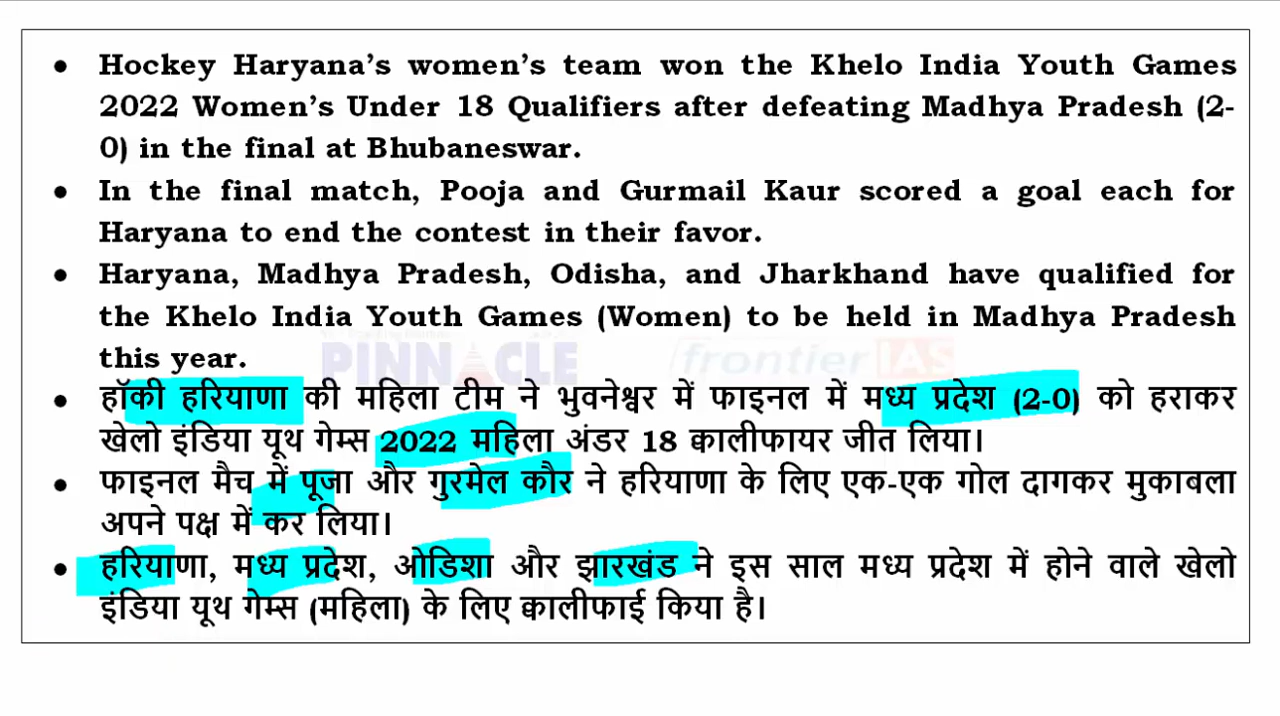 • Hockey Haryana's women's team won the Khelo India Youth Games
2022 Women's Under 18 Qualifiers after defeating Madhya Pradesh (2-
0) in the final at Bhubaneswar.
• In the final match, Pooja and Gurmail Kaur scored a goal each for
Haryana to end the contest in their favor.
• Haryana, Madhya Pradesh, Odisha, and Jharkhand have qualified for
the Khelo India Youth Games (Women) to be held in Madhya Pradesh
this year.
PINNACLE frontier IAS
• हॉकी हरियाणा की महिला टीम ने भुवनेश्वर में फाइनल में मध्य प्रदेश (2-0) को हराकर
खेलो इंडिया यूथ गेम्स 2022 महिला अंडर 18 क्वालीफायर जीत लिया।
• फाइनल मैच में पूजा और गुरमेल कौर ने हरियाणा के लिए एक-एक गोल दागकर मुकाबला
अपने पक्ष में कर लिया।
• हरियाणा, मध्य प्रदेश, ओडिशा और झारखंड ने इस साल मध्य प्रदेश में होने वाले खेलो
इंडिया यूथ गेम्स (महिला) के लिए क्वालीफाई किया है।